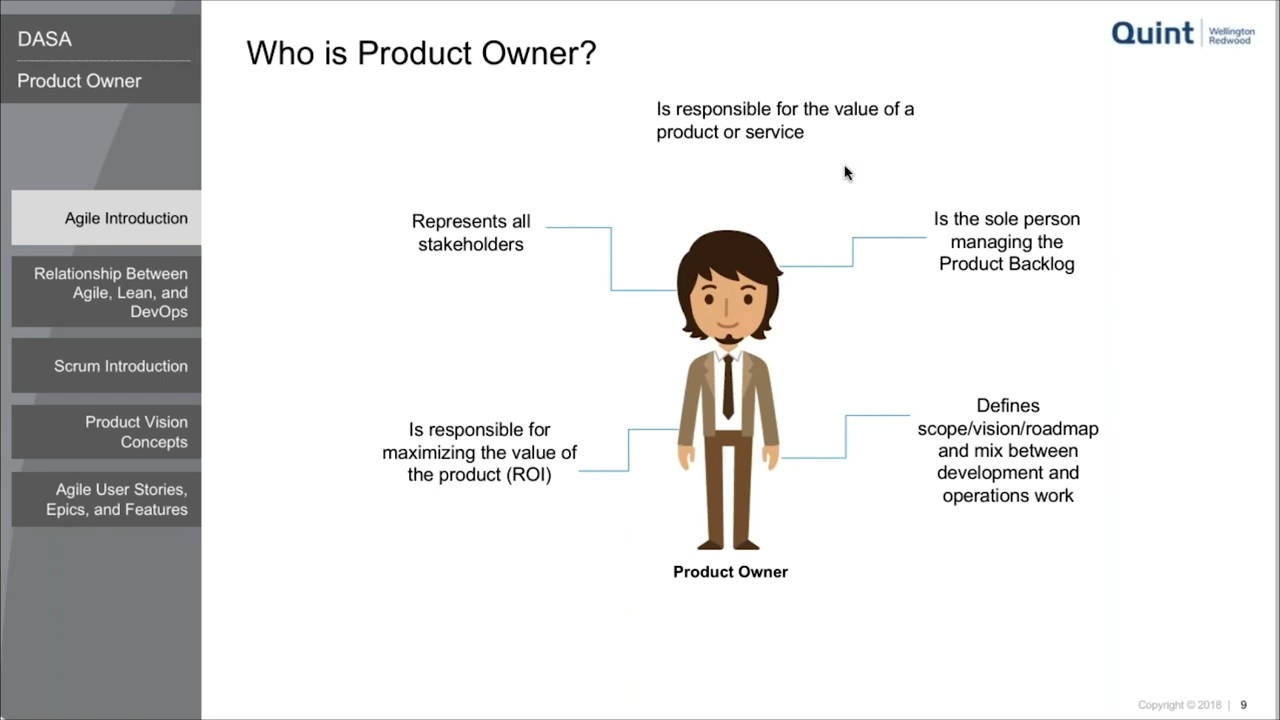 DASA
Product Owner
Agile Introduction
Relationship Between
Agile, Lean, and
DevOps
Scrum Introduction
Product Vision
Concepts
Agile User Stories,
Epics, and Features
Who is Product Owner?
Quint
Wellington
Redwood
Is responsible for the value of a
product or service
Represents all
stakeholders
Is the sole person
managing the
Product Backlog
Is responsible for
maximizing the value of
the product (ROI)
Defines
scope/vision/roadmap
and mix between
development and
operations work
Product Owner
Copyright © 2018 | 9